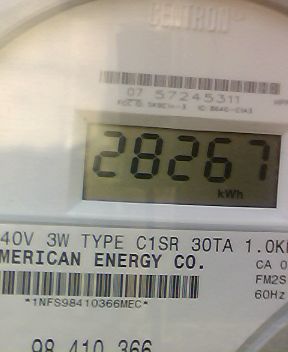 CENTRON
07 57245311
28267
kWh
40V 3W TYPE C1SR 30TA 1.0K
MERICAN ENERGY CO.
CA 0
FM2S
60Hz
*1NFS98410366MEC*
98 410 366